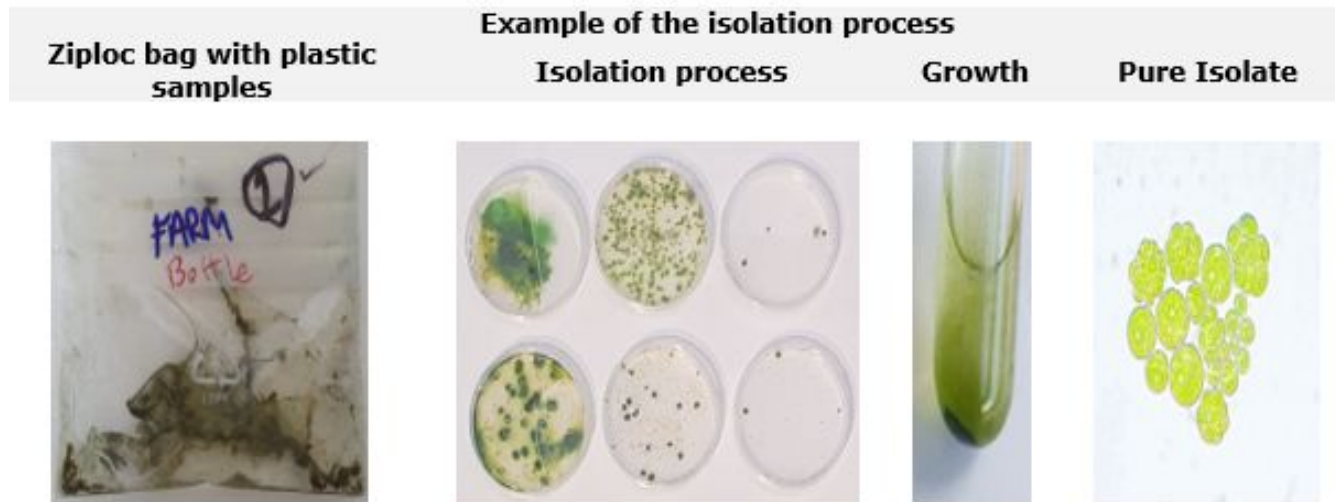 Example of the isolation process
Ziploc bag with plastic
samples
Isolation process
Growth
Pure Isolate
1
FARM
Bottle